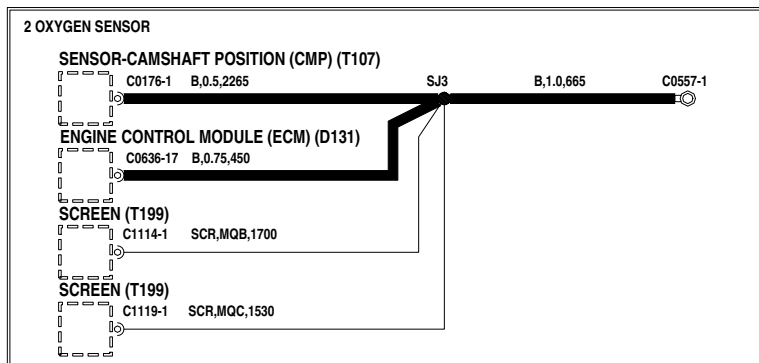 2 OXYGEN SENSOR
SENSOR-CAMSHAFT POSITION (CMP) (T107)
C0176-1 B,0.5,2265 SJ3 B,1.0,665 C0557-1
ENGINE CONTROL MODULE (ECM) (D131)
C0636-17 B,0.75,450
SCREEN (T199)
C1114-1 SCR,MQB,1700
SCREEN (T199)
C1119-1 SCR,MQC,1530